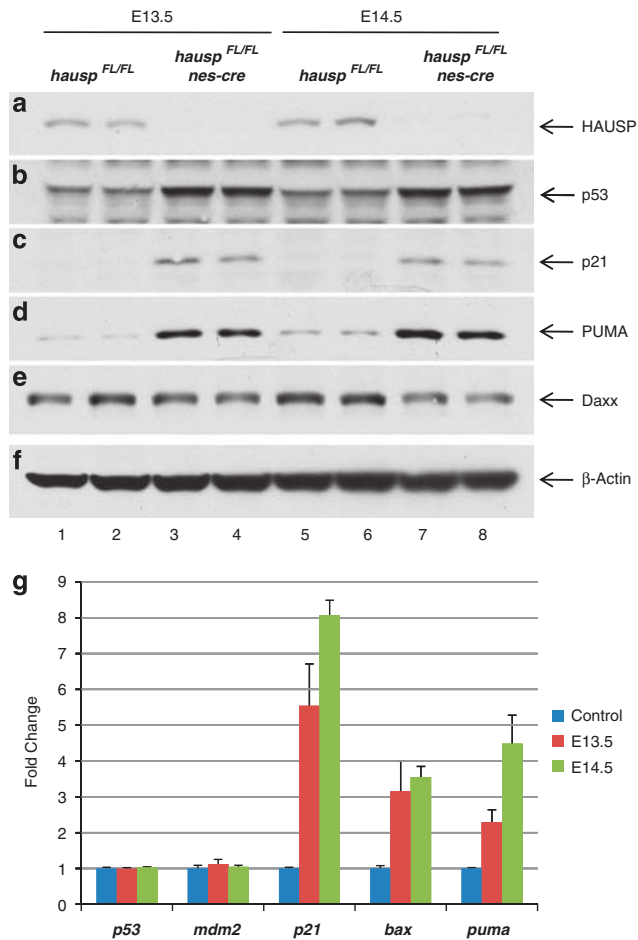 E13.5 E14.5
hausp FL/FL hausp FL/FL nes-cre hausp FL/FL hausp FL/FL nes-cre
a HAUSP
b p53
c p21
d PUMA
e Daxx
f β-Actin
1 2 3 4 5 6 7 8
g
9
8
7
6
5
4
3
2
1
0
Fold Change
p53 mdm2 p21 bax puma
Control
E13.5
E14.5